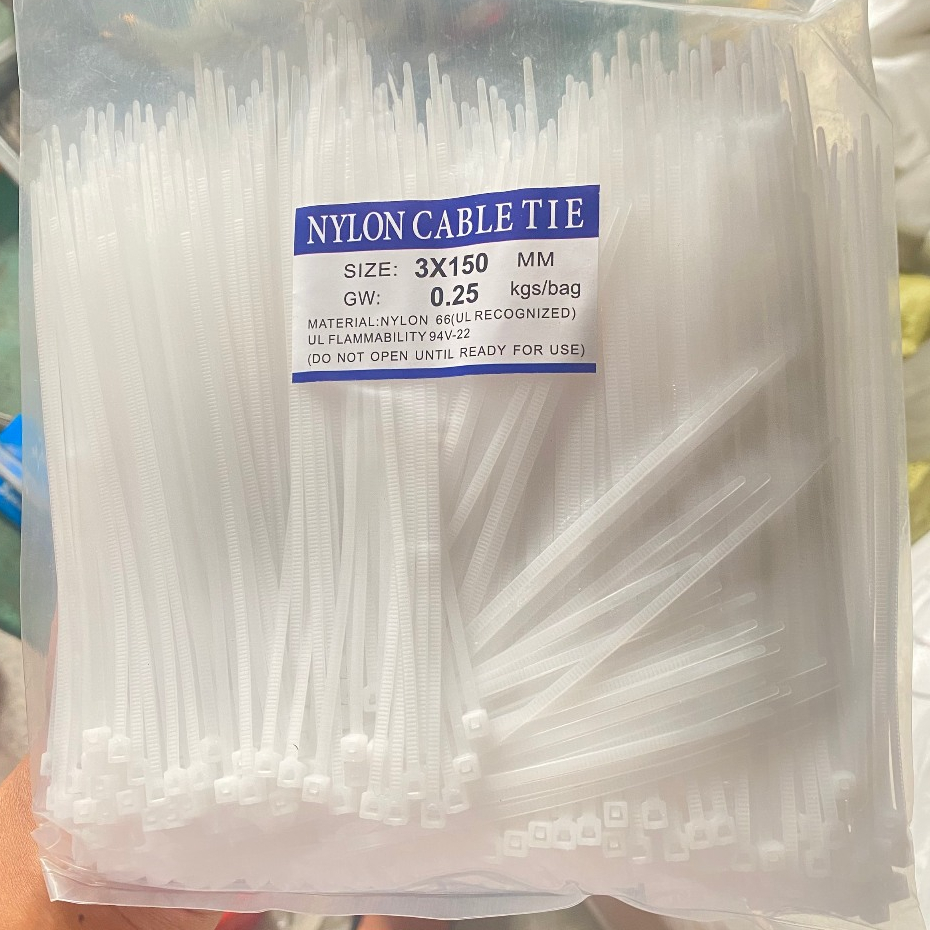 NYLON CABLE TIE
SIZE: 3X150 MM
GW: 0.25 kgs/bag
MATERIAL:NYLON 66(UL RECOGNIZED)
UL FLAMMABILITY 94V-22
(DO NOT OPEN UNTIL READY FOR USE)